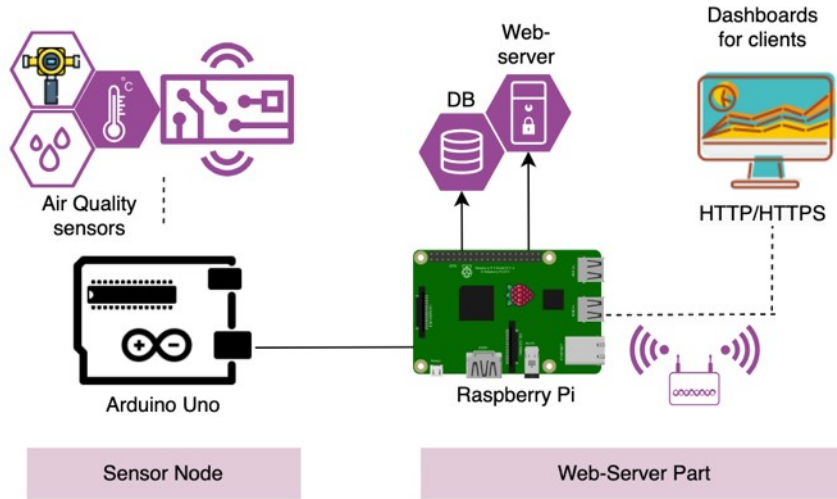 Web-
server
Dashboards
for clients
°C
DB
Air Quality
sensors
HTTP/HTTPS
Arduino Uno
Raspberry Pi
Sensor Node
Web-Server Part